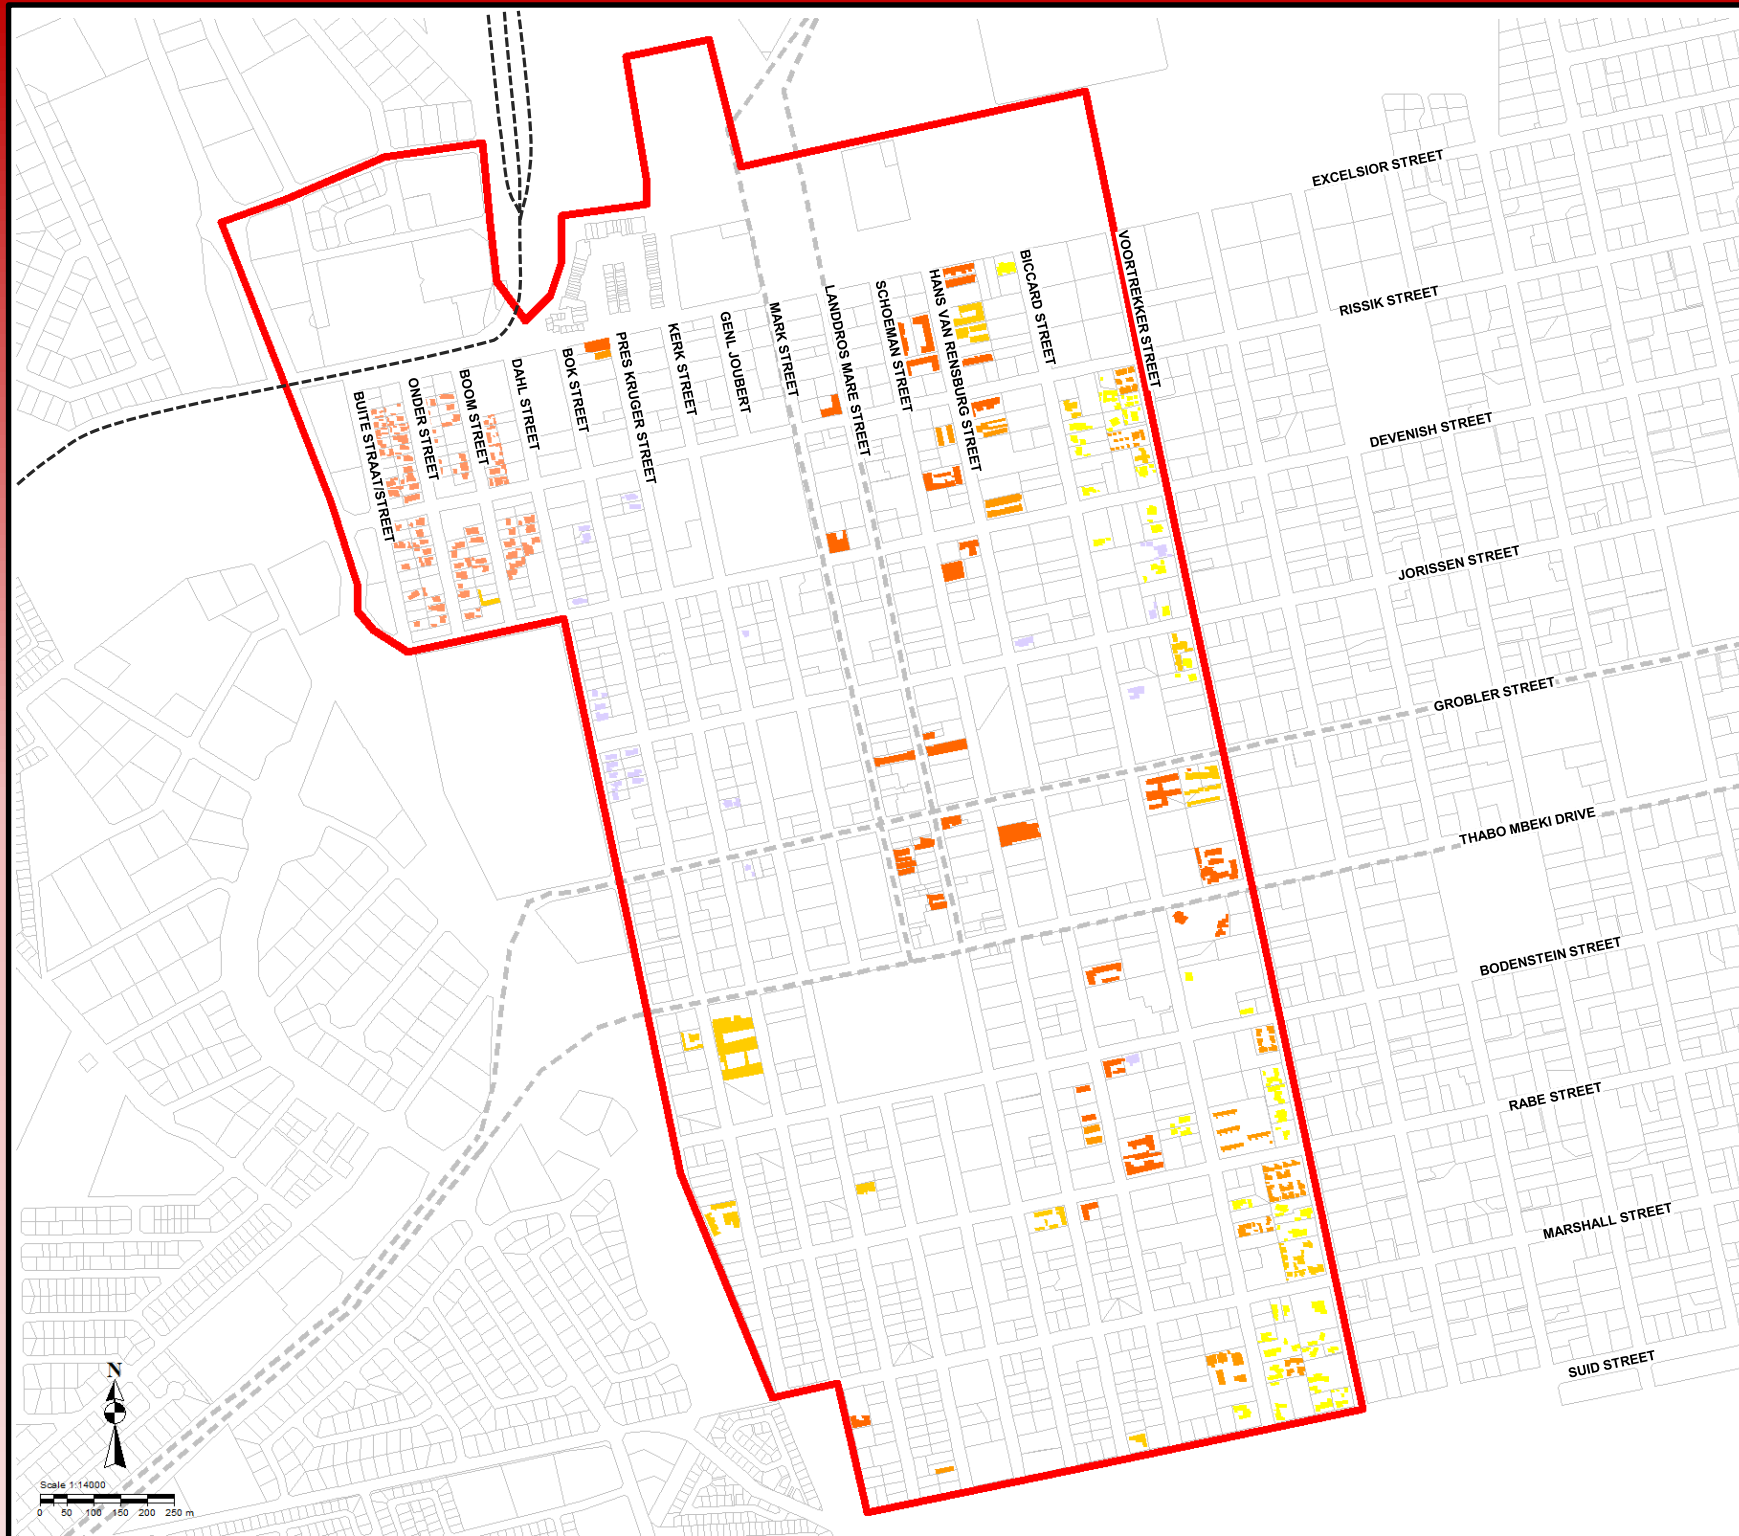 EXCELSIOR STREET
RISSIK STREET
DEVENISH STREET
JORISSEN STREET
GROBLER STREET
THABO MBEKI DRIVE
BODENSTEIN STREET
RABE STREET
MARSHALL STREET
SUID STREET
VOORTREKKER STREET
BICCARD STREET
HANS VAN RENSBURG STREET
SCHOEMAN STREET
LANDDROS MARE STREET
MARK STREET
GENL JOUBERT
KERK STREET
PRES KRUGER STREET
BOK STREET
DAHL STREET
BOOM STREET
ONDER STREET
BUITE STRAAT/STREET
N
Scale 1:14000
0 50 100 150 200 250 m